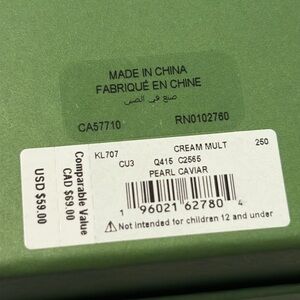 MADE IN CHINA
FABRIQUÉ EN CHINE
صنع في الصين
CA57710 RN0102760
KL707 CREAM MULT 250
CU3 Q415 C2565
PEARL CAVIAR
1 96021 62780 4
⚠ Not intended for children 12 and under
Comparable Value
CAD $69.00
USD $59.00